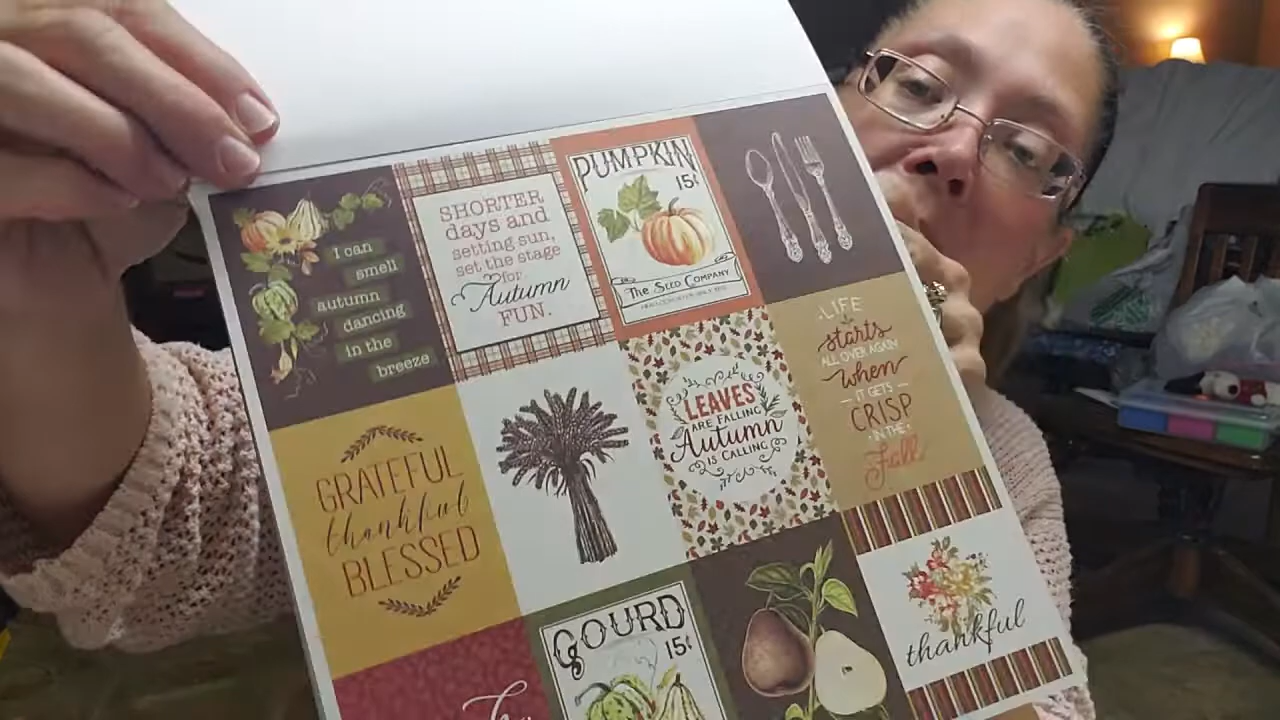 I can
smell
autumn
dancing
in the
breeze
SHORTER
days and
setting sun,
set the stage
for
Autumn
FUN.
PUMPKIN
15¢
The Seed Company
LIFE
starts
ALL OVER AGAIN
when
— IT GETS —
CRISP
· IN THE ·
Fall
GRATEFUL
thankful
BLESSED
LEAVES
ARE FALLING
Autumn
IS CALLING
GOURD
15¢
thankful